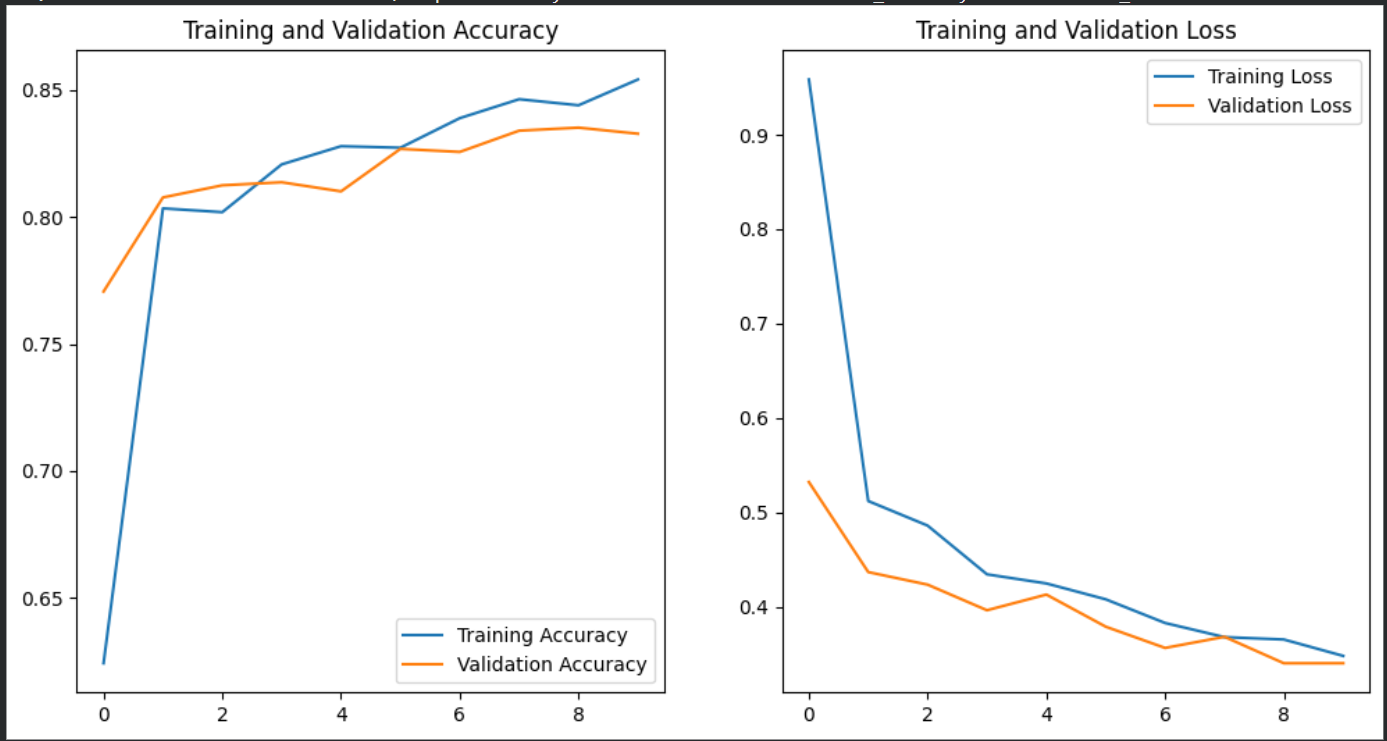 Training and Validation Accuracy
0.85
0.80
0.75
0.70
0.65
Training Accuracy
Validation Accuracy
0 2 4 6 8
Training and Validation Loss
Training Loss
Validation Loss
0.9
0.8
0.7
0.6
0.5
0.4
0 2 4 6 8